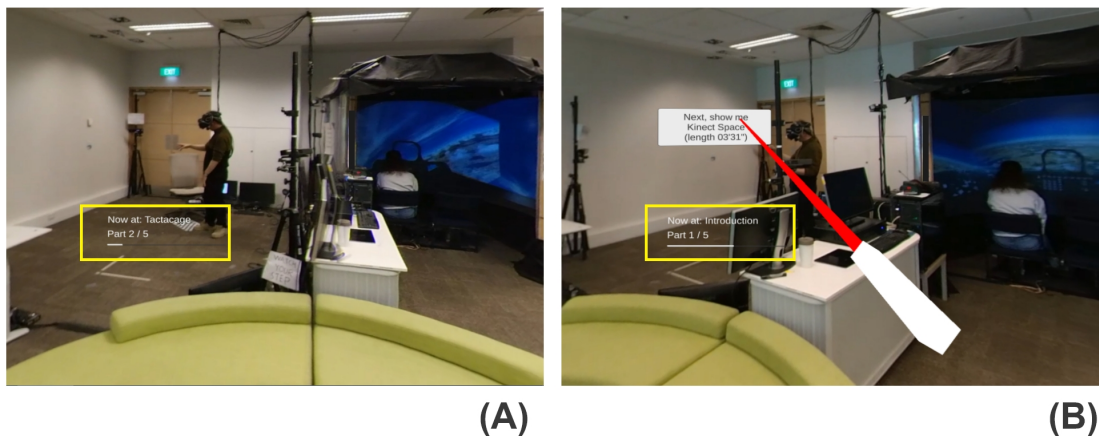 EXIT
Now at: Tactacage
Part 2 / 5
(A)
EXIT
Next, show me
Kinect Space
(length 03'31")
Now at: Introduction
Part 1 / 5
(B)